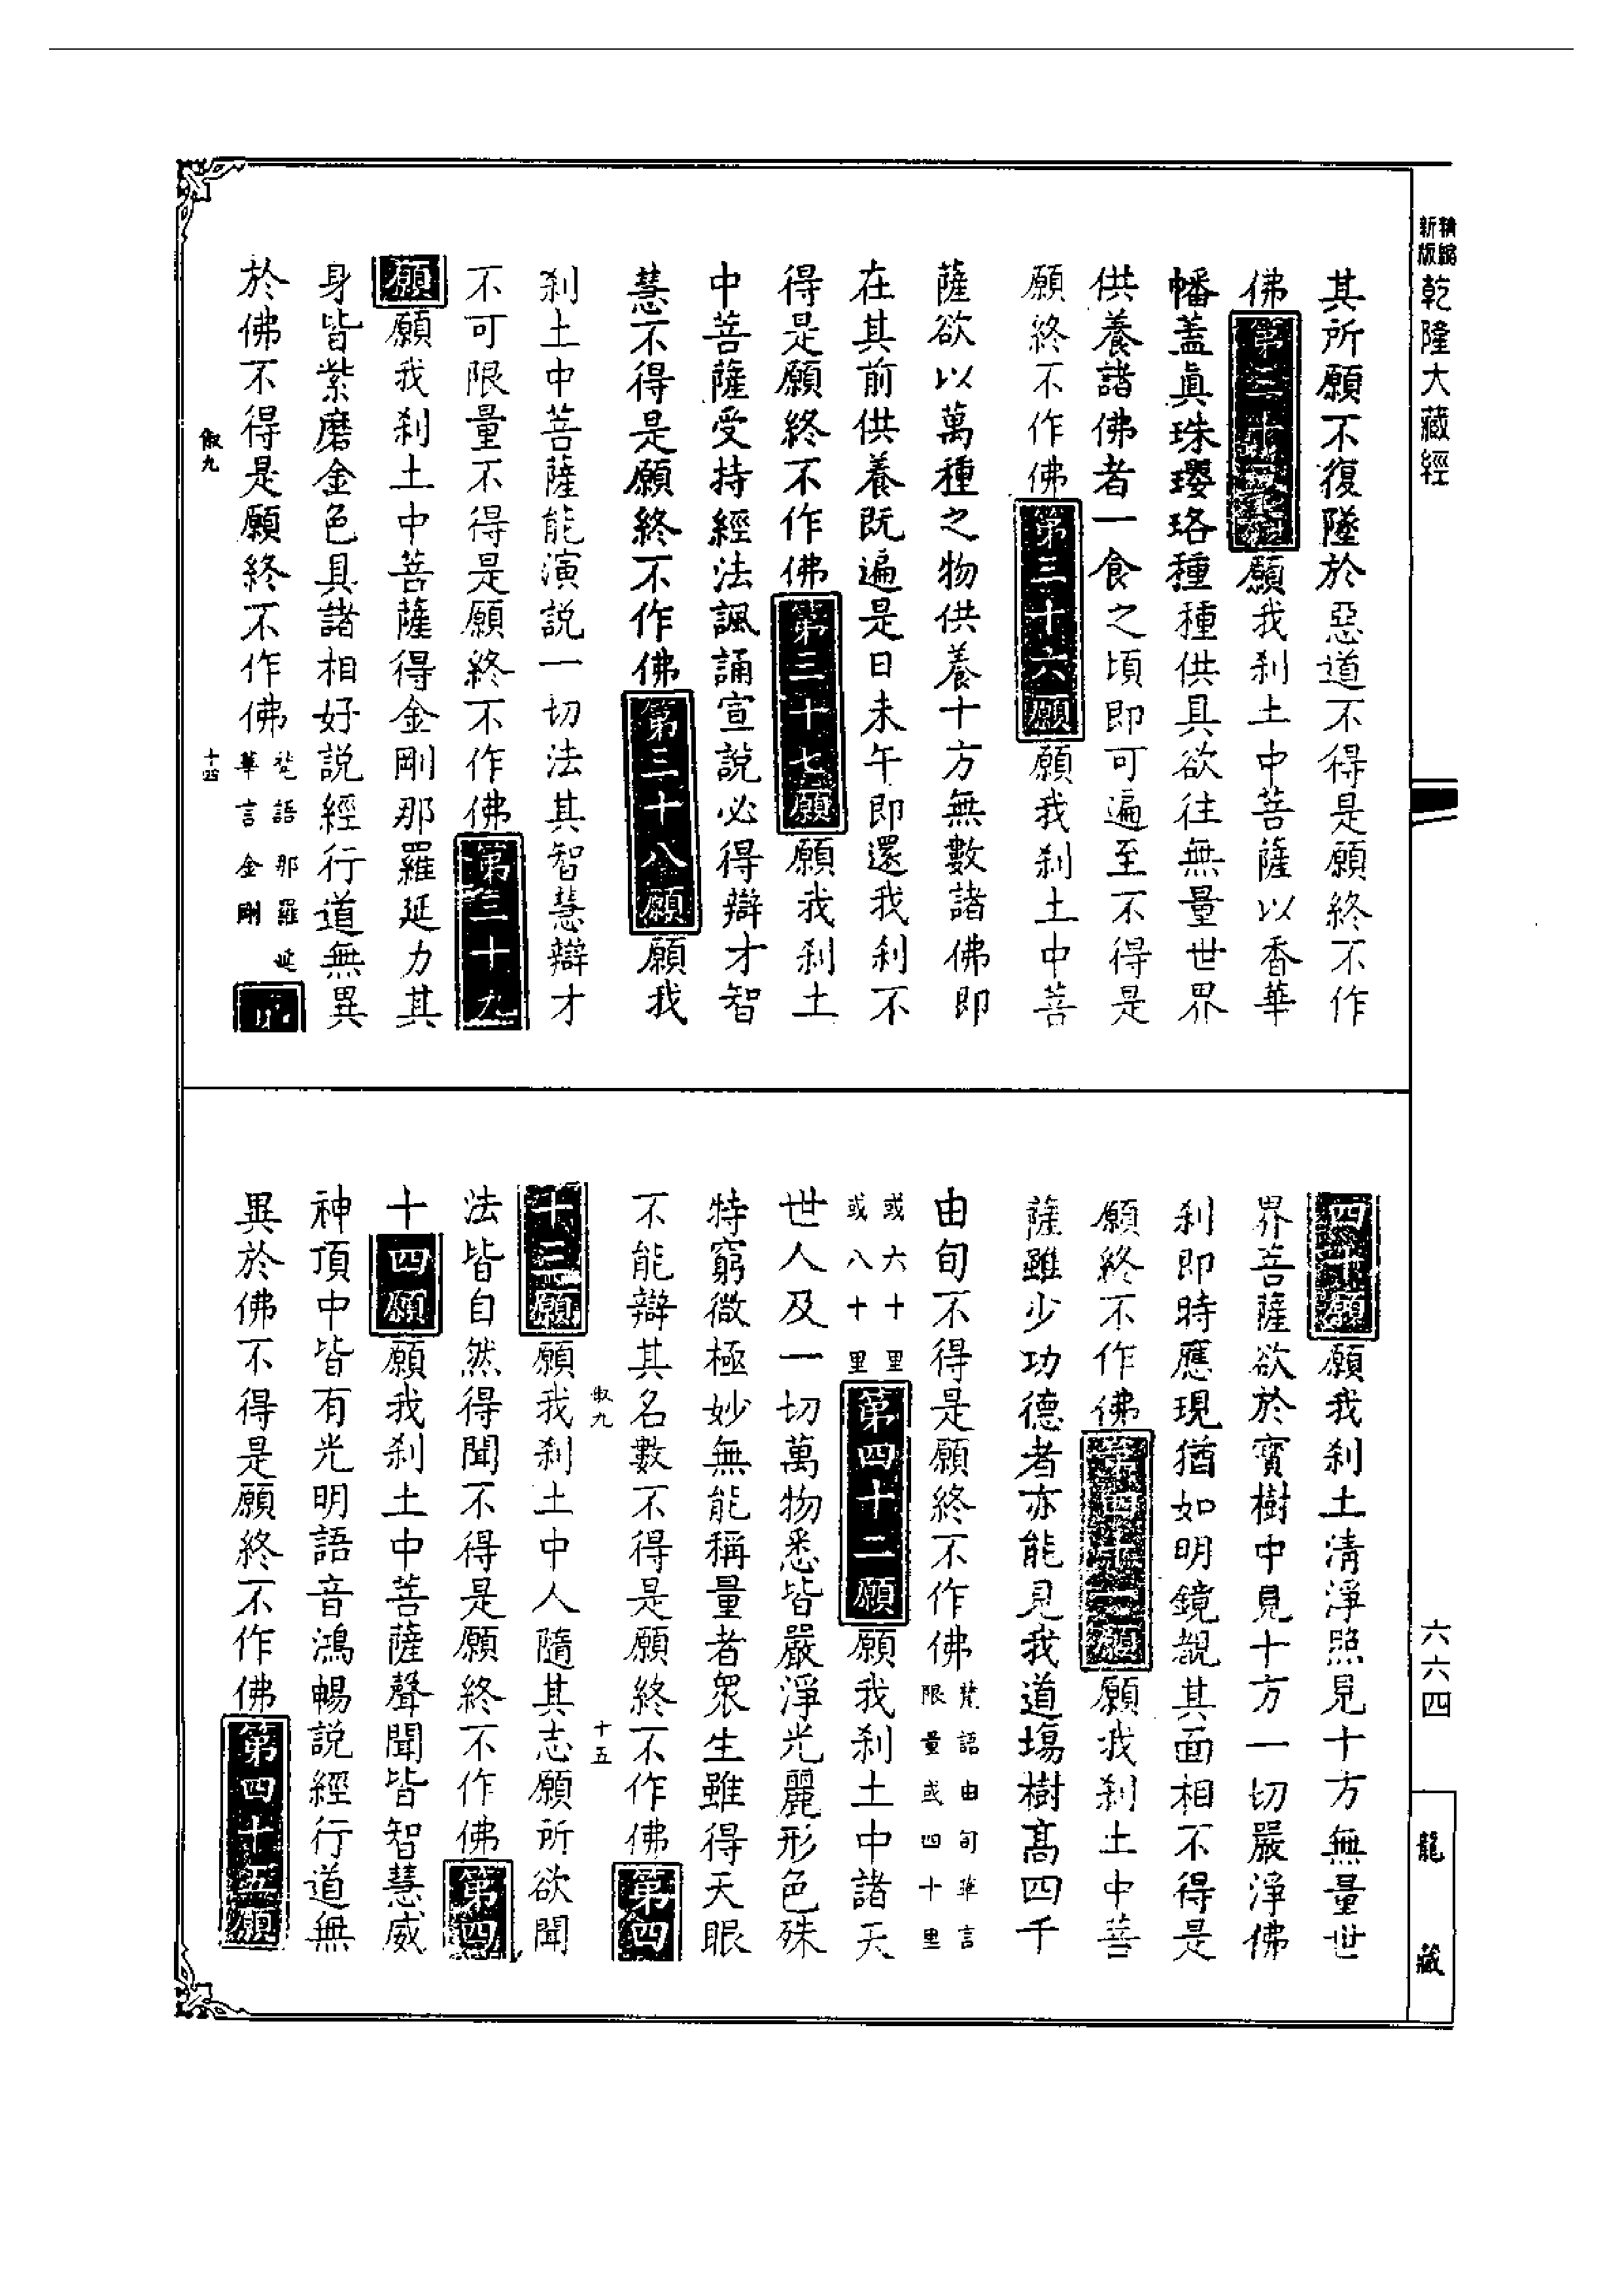 精縮新版
乾隆大藏經
其所願不復墜於惡道不得是願終不作
佛第三十五願願我剎土中菩薩以香華
幡蓋真珠瓔珞種種供具欲往無量世界
供養諸佛者一食之頃即可遍至不得是
願終不作佛第三十六願願我剎土中菩
薩欲以萬種之物供養十方無數諸佛即
在其前供養既遍是日未午即還我剎不
得是願終不作佛第三十七願願我剎土
中菩薩受持經法諷誦宣說必得辯才智
慧不得是願終不作佛第三十八願願我
剎土中菩薩能演說一切法其智慧辯才
不可限量不得是願終不作佛第三十九
願願我剎土中菩薩得金剛那羅延力其
身皆紫磨金色具諸相好說經行道無異
於佛不得是願終不作佛梵語那羅延華言金剛第
俶九
十四
四十願願我剎土清淨照見十方無量世
界菩薩欲於寶樹中見十方一切嚴淨佛
剎即時應現猶如明鏡覩其面相不得是
願終不作佛第四十一願願我剎土中菩
薩雖少功德者亦能見我道場樹高四千
由旬不得是願終不作佛梵語由旬華言限量或四十里
或六十里或八十里第四十二願願我剎土中諸天
世人及一切萬物悉皆嚴淨光麗形色殊
特窮微極妙無能稱量者眾生雖得天眼
不能辯其名數不得是願終不作佛第四
俶九
十五
十三願願我剎土中人隨其志願所欲聞
法皆自然得聞不得是願終不作佛第四
十四願願我剎土中菩薩聲聞皆智慧威
神頂中皆有光明語音鴻暢說經行道無
異於佛不得是願終不作佛第四十五願
六六四
龍藏